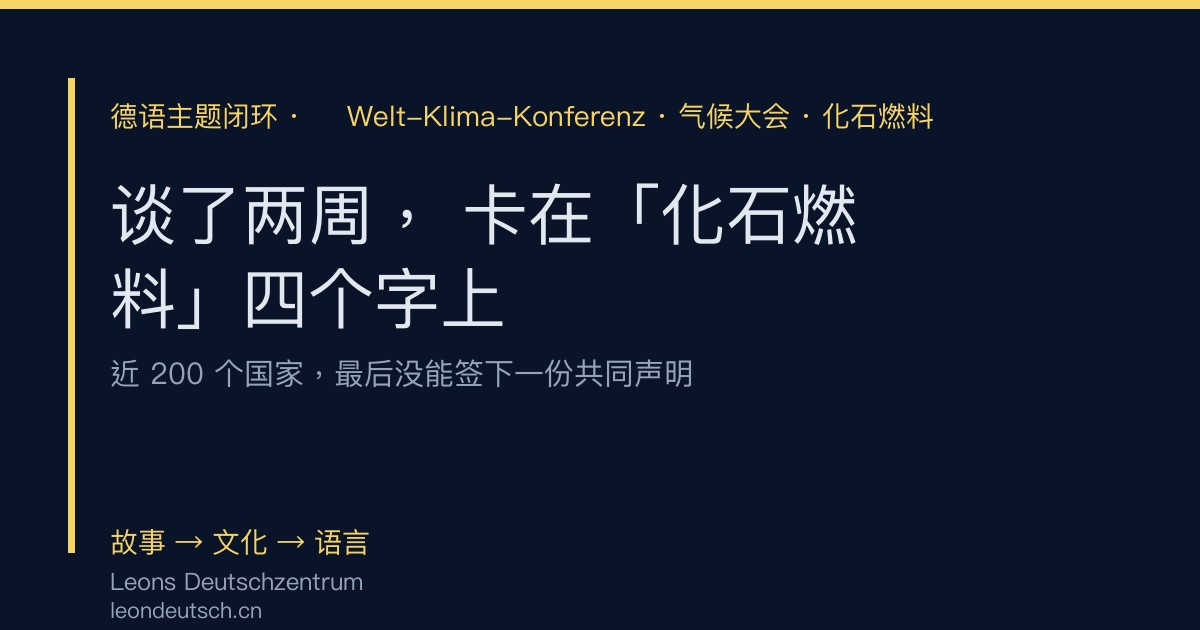 德语主题闭环 · Welt–Klima–Konferenz · 气候大会 · 化石燃料
谈了两周， 卡在「化石燃
料」四个字上
近 200 个国家，最后没能签下一份共同声明
故事 → 文化 → 语言
Leons Deutschzentrum
leondeutsch.cn